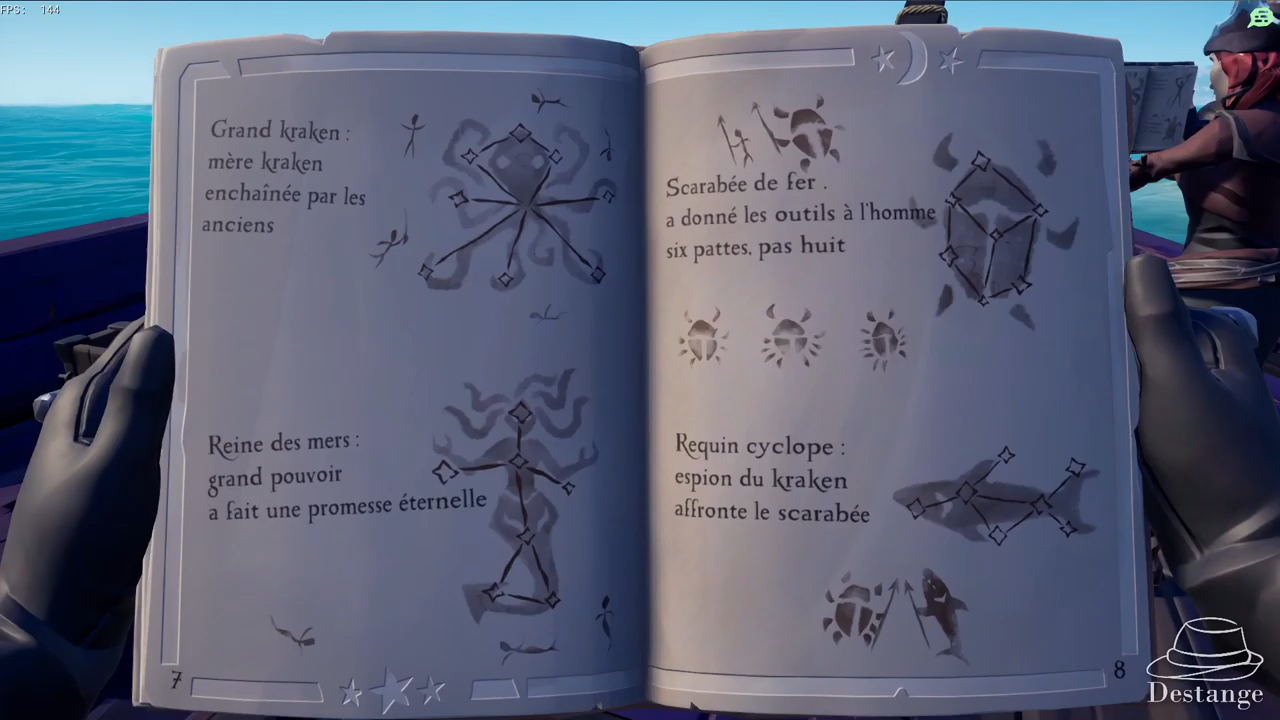 FPS: 144
Grand kraken :
mère kraken
enchaînée par les
anciens
Reine des mers :
grand pouvoir
a fait une promesse éternelle
7
Scarabée de fer .
a donné les outils à l'homme
six pattes, pas huit
Requin cyclope :
espion du kraken
affronte le scarabée
8
Destange